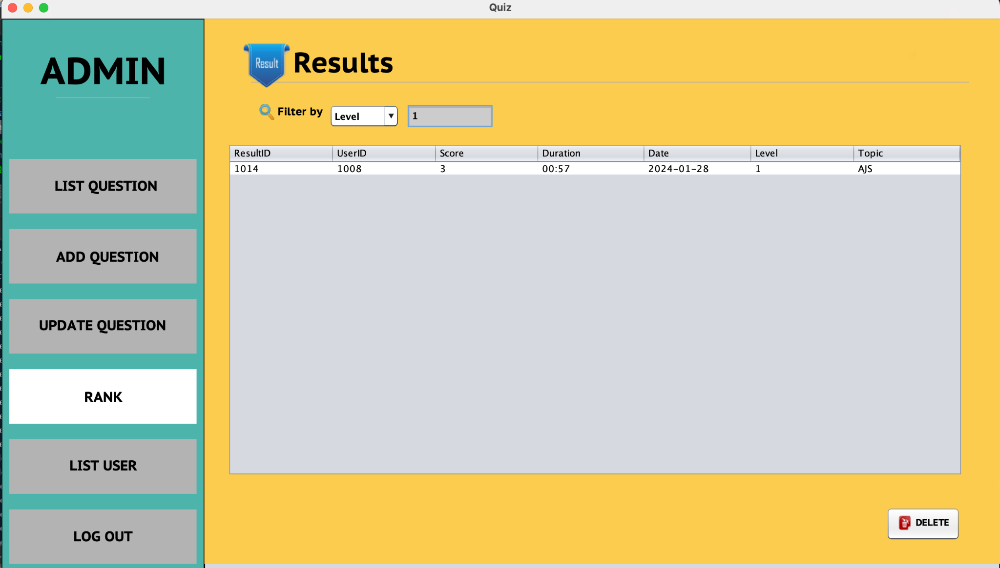 Quiz
ADMIN
LIST QUESTION
ADD QUESTION
UPDATE QUESTION
RANK
LIST USER
LOG OUT
Result Results
Filter by Level 1
ResultID UserID Score Duration Date Level Topic
1014 1008 3 00:57 2024-01-28 1 AJS
DELETE